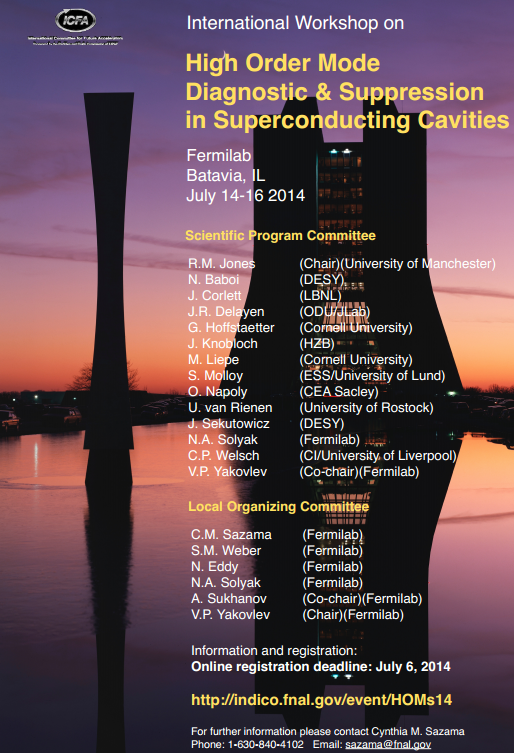 ICFA
International Committee for Future Accelerators
International Workshop on
High Order Mode
Diagnostic & Suppression
in Superconducting Cavities
Fermilab
Batavia, IL
July 14-16 2014
Scientific Program Committee
R.M. Jones (Chair)(University of Manchester)
N. Baboi (DESY)
J. Corlett (LBNL)
J.R. Delayen (ODU/JLab)
G. Hoffstaetter (Cornell University)
J. Knobloch (HZB)
M. Liepe (Cornell University)
S. Molloy (ESS/University of Lund)
O. Napoly (CEA Sacley)
U. van Rienen (University of Rostock)
J. Sekutowicz (DESY)
N.A. Solyak (Fermilab)
C.P. Welsch (CI/University of Liverpool)
V.P. Yakovlev (Co-chair)(Fermilab)
Local Organizing Committee
C.M. Sazama (Fermilab)
S.M. Weber (Fermilab)
N. Eddy (Fermilab)
N.A. Solyak (Fermilab)
A. Sukhanov (Co-chair)(Fermilab)
V.P. Yakovlev (Chair)(Fermilab)
Information and registration:
Online registration deadline: July 6, 2014
http://indico.fnal.gov/event/HOMs14
For further information please contact Cynthia M. Sazama
Phone: 1-630-840-4102 Email: sazama@fnal.gov